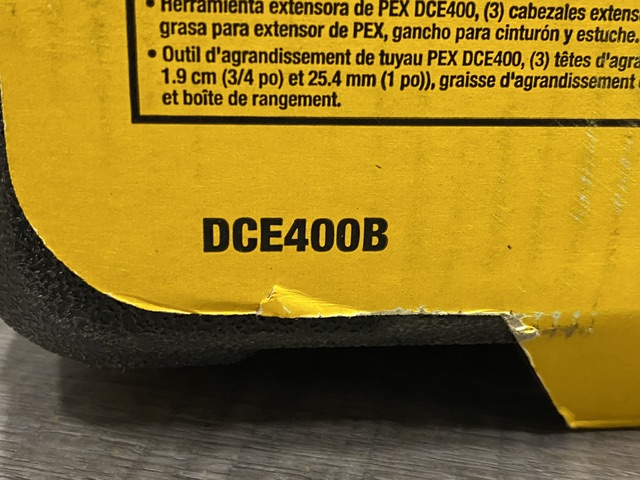 • Herramienta extensora de PEX DCE400, (3) cabezales
grasa para extensor de PEX, gancho para cinturón y estuche.
• Outil d'agrandissement de tuyau PEX DCE400, (3) têtes
1.9 cm (3/4 po) et 25.4 mm (1 po)), graisse d'agrandissement
et boîte de rangement.
DCE400B